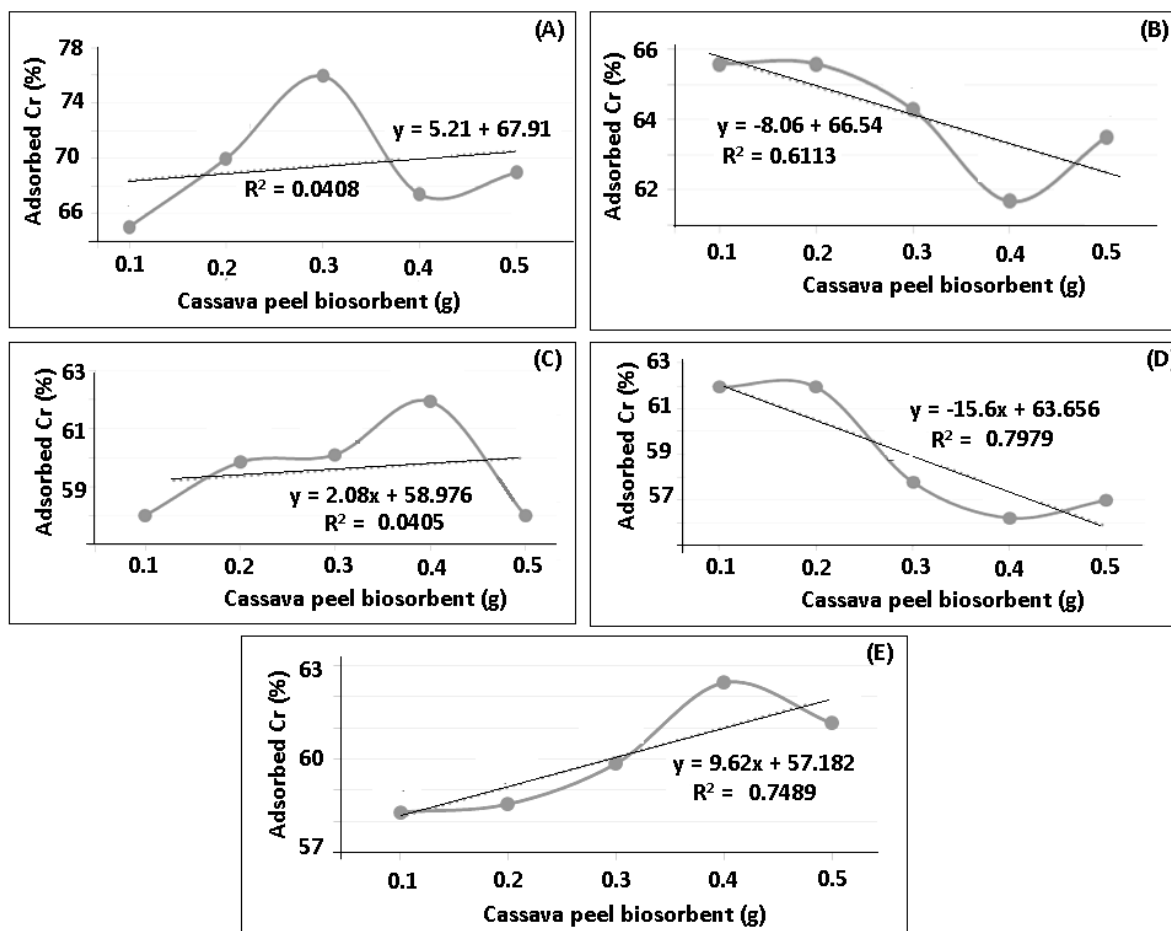 (A)
Adsorbed Cr (%)
78
74
70
66
y = 5.21 + 67.91
R² = 0.0408
0.1 0.2 0.3 0.4 0.5
Cassava peel biosorbent (g)
(B)
Adsorbed Cr (%)
66
64
62
y = -8.06 + 66.54
R² = 0.6113
0.1 0.2 0.3 0.4 0.5
Cassava peel biosorbent (g)
(C)
Adsorbed Cr (%)
63
61
59
y = 2.08x + 58.976
R² = 0.0405
0.1 0.2 0.3 0.4 0.5
Cassava peel biosorbent (g)
(D)
Adsorbed Cr (%)
63
61
59
57
y = -15.6x + 63.656
R² = 0.7979
0.1 0.2 0.3 0.4 0.5
Cassava peel biosorbent (g)
(E)
Adsorbed Cr (%)
63
60
57
y = 9.62x + 57.182
R² = 0.7489
0.1 0.2 0.3 0.4 0.5
Cassava peel biosorbent (g)